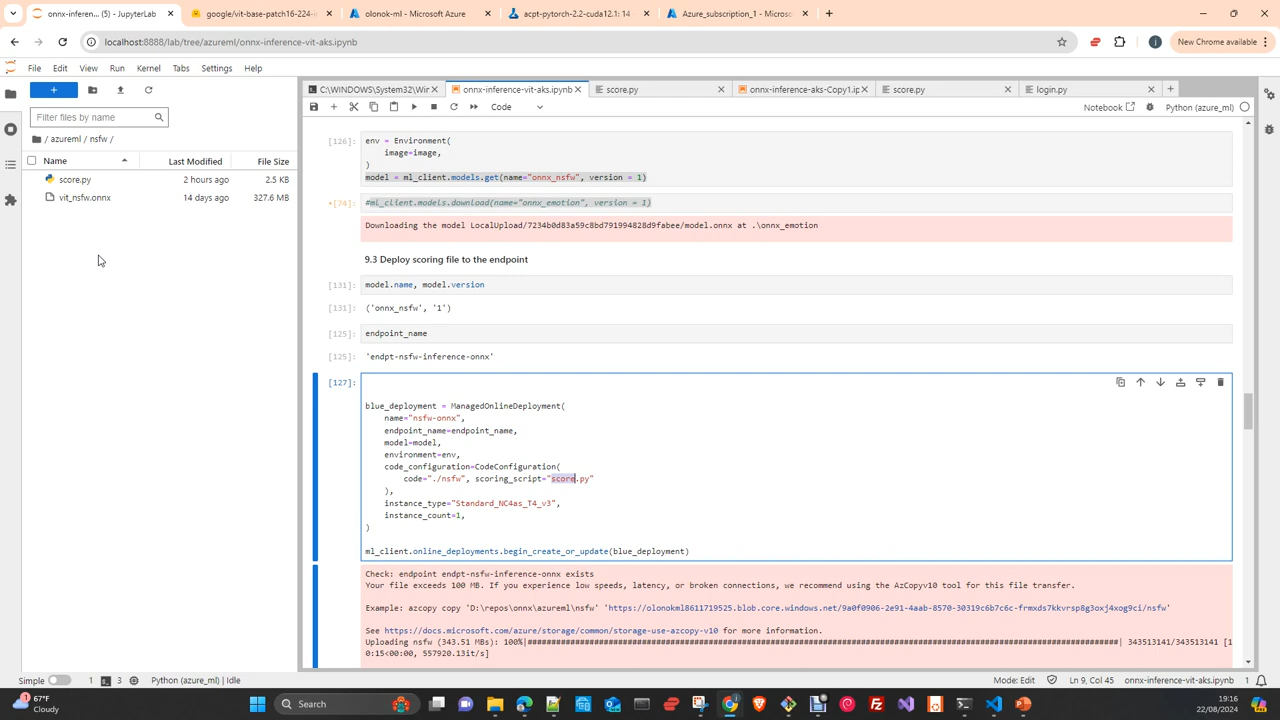 onnx-inferen... (5) - JupyterLab
google/vit-base-patch16-224-i
olonok-ml - Microsoft Azure
acpt-pytorch-2.2-cuda12.1: 14
Azure_subscription_1 - Microso
localhost:8888/lab/tree/azureml/onnx-inference-vit-aks.ipynb
New Chrome available
File Edit View Run Kernel Tabs Settings Help
C:\WINDOWS\System32\Wir
onnx-inference-vit-aks.ipynb
score.py
onnx-inference-aks-Copy1.ip
score.py
login.py
Code
Notebook
Python (azure_ml)
Filter files by name
/ azureml / nsfw /
Name Last Modified File Size
score.py 2 hours ago 2.5 KB
vit_nsfw.onnx 14 days ago 327.6 MB
[126]: env = Environment(
image=image,
)
model = ml_client.models.get(name="onnx_nsfw", version = 1)
[74]: #ml_client.models.download(name="onnx_emotion", version = 1)
Downloading the model LocalUpload/7234b0d83a59c8bd791994828d9fabee/model.onnx at .\onnx_emotion
9.3 Deploy scoring file to the endpoint
[131]: model.name, model.version
[131]: ('onnx_nsfw', '1')
[125]: endpoint_name
[125]: 'endpt-nsfw-inference-onnx'
[127]:
blue_deployment = ManagedOnlineDeployment(
name="nsfw-onnx",
endpoint_name=endpoint_name,
model=model,
environment=env,
code_configuration=CodeConfiguration(
code="./nsfw", scoring_script="score.py"
),
instance_type="Standard_NC4as_T4_v3",
instance_count=1,
)
ml_client.online_deployments.begin_create_or_update(blue_deployment)
Check: endpoint endpt-nsfw-inference-onnx exists
Your file exceeds 100 MB. If you experience low speeds, latency, or broken connections, we recommend using the AzCopyv10 tool for this file transfer.
Example: azcopy copy 'D:\repos\onnx\azureml\nsfw' 'https://olonokml8611719525.blob.core.windows.net/9a0f0906-2e91-4aab-8570-30319c6b7c6c-frmxds7kkvrsp8g3oxj4xog9ci/nsfw'
See https://docs.microsoft.com/azure/storage/common/storage-use-azcopy-v10 for more information.
Uploading nsfw (343.51 MBs): 100%|##############################################################################################################| 343513141/343513141 [1
0:15<00:00, 557920.13it/s]
Simple 1 3 Python (azure_ml) | Idle
Mode: Edit Ln 9, Col 45 onnx-inference-vit-aks.ipynb 1
67°F
Cloudy
Search
19:16
22/08/2024